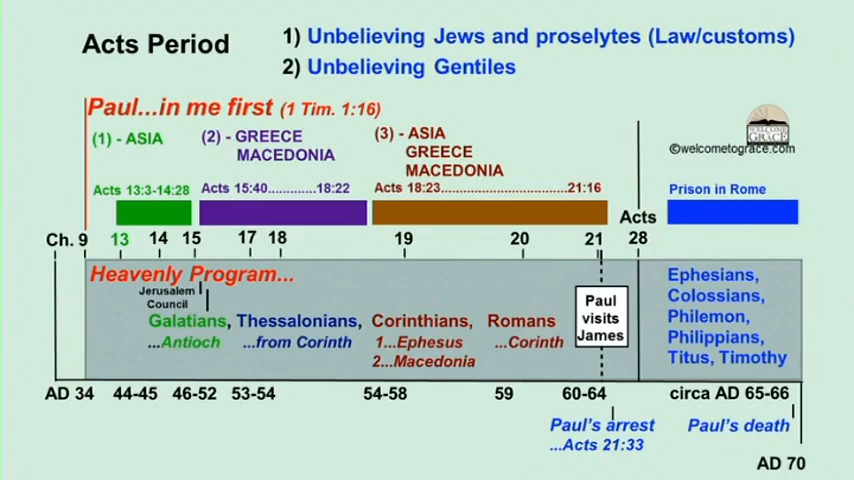 Acts Period
1) Unbelieving Jews and proselytes (Law/customs)
2) Unbelieving Gentiles
Paul...in me first (1 Tim. 1:16)
(1) - ASIA
(2) - GREECE
MACEDONIA
(3) - ASIA
GREECE
MACEDONIA
WELCOME
GRACE
©welcometograce.com
Acts 13:3-14:28
Acts 15:40.............18:22
Acts 18:23...................................21:16
Prison in Rome
Acts
Ch. 9 13 14 15 17 18 19 20 21 28
Heavenly Program...
Jerusalem
Council
Galatians, Thessalonians, Corinthians, Romans
...Antioch ...from Corinth 1...Ephesus ...Corinth
2...Macedonia
Paul
visits
James
Ephesians,
Colossians,
Philemon,
Philippians,
Titus, Timothy
AD 34 44-45 46-52 53-54 54-58 59 60-64 circa AD 65-66
Paul's arrest
...Acts 21:33
Paul's death
AD 70